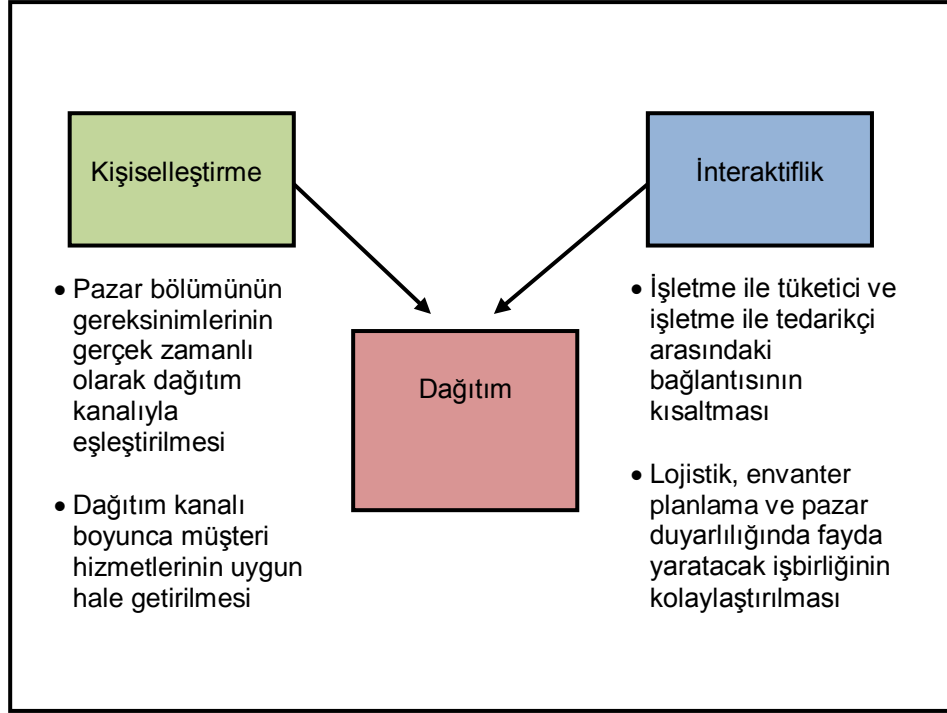 Kişiselleştirme
İnteraktiflik
Dağıtım
• Pazar bölümünün
gereksinimlerinin
gerçek zamanlı
olarak dağıtım
kanalıyla
eşleştirilmesi
• Dağıtım kanalı
boyunca müşteri
hizmetlerinin uygun
hale getirilmesi
• İşletme ile tüketici ve
işletme ile tedarikçi
arasındaki
bağlantısının
kısaltması
• Lojistik, envanter
planlama ve pazar
duyarlılığında fayda
yaratacak işbirliğinin
kolaylaştırılması